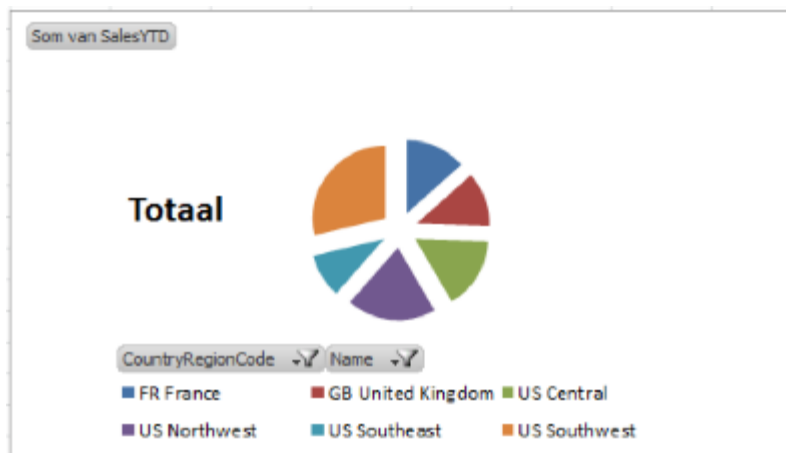 Som van SalesYTD
Totaal
CountryRegionCode Name
FR France GB United Kingdom US Central
US Northwest US Southeast US Southwest